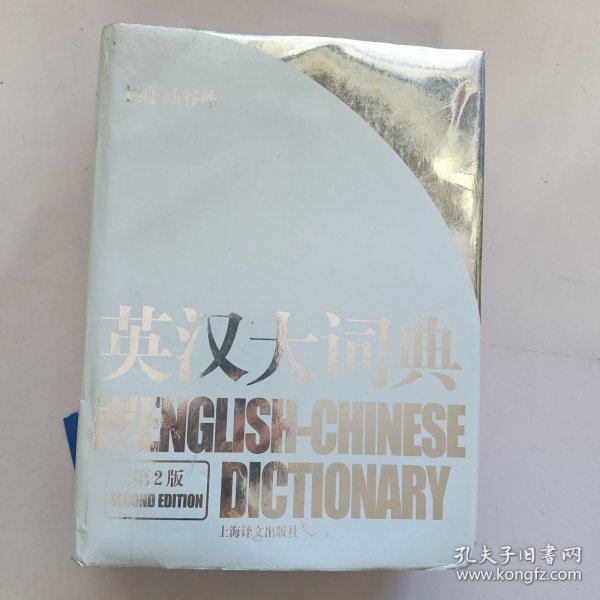 主编 陆谷孙
英汉大词典
THE ENGLISH-CHINESE
DICTIONARY
第2版
SECOND EDITION
上海译文出版社
孔夫子旧书网
www.kongfz.com